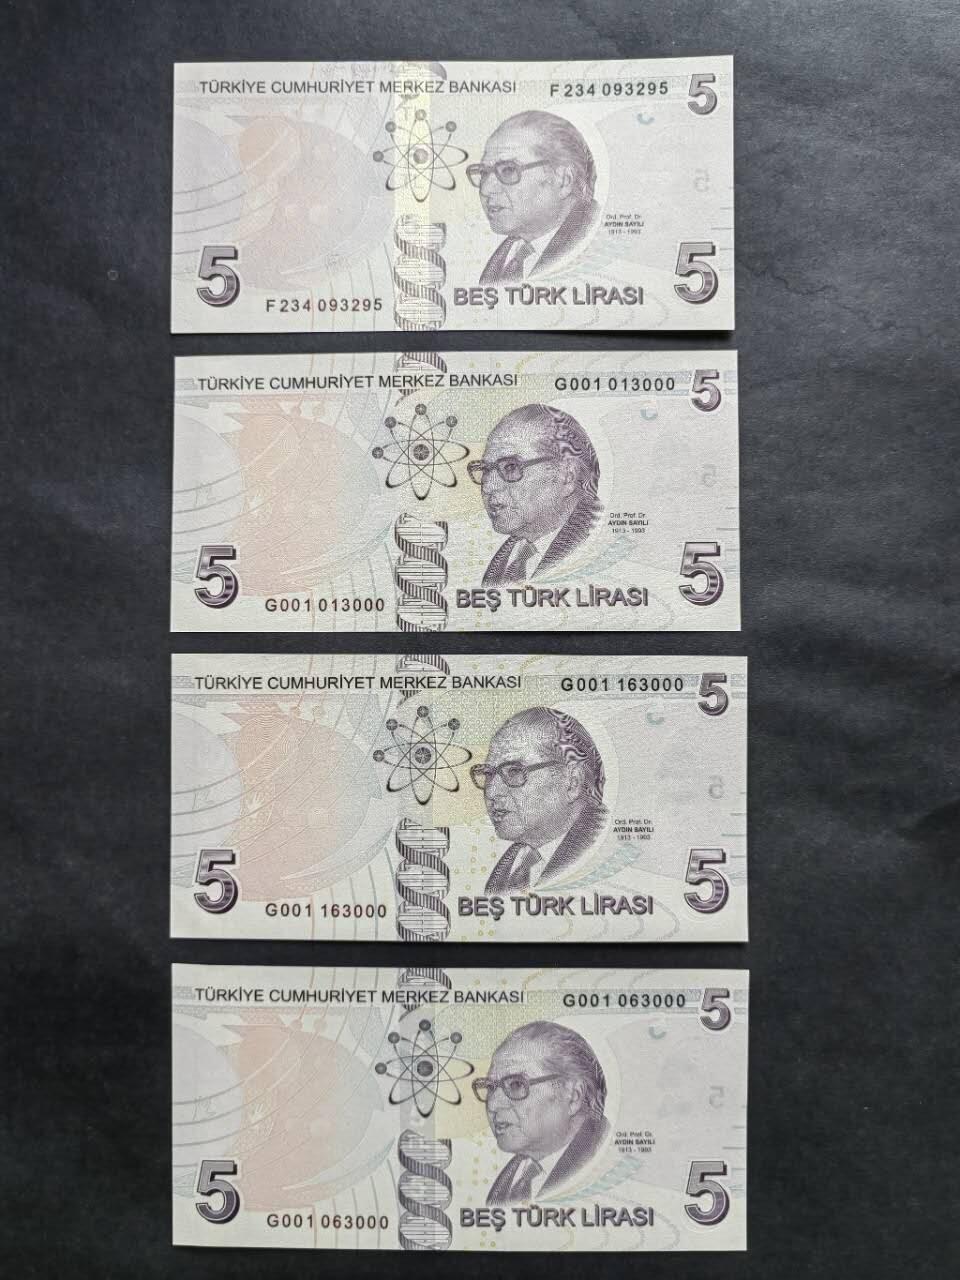 TÜRKİYE CUMHURİYET MERKEZ BANKASI
F234 093295
5
Ord. Prof. Dr.
AYDIN SAYILI
1913 - 1993
5
F234 093295
BEŞ TÜRK LİRASI
5
TÜRKİYE CUMHURİYET MERKEZ BANKASI
G001 013000
5
Ord. Prof. Dr.
AYDIN SAYILI
1913 - 1993
5
G001 013000
BEŞ TÜRK LİRASI
5
TÜRKİYE CUMHURİYET MERKEZ BANKASI
G001 163000
5
Ord. Prof. Dr.
AYDIN SAYILI
1913 - 1993
5
G001 163000
BEŞ TÜRK LİRASI
5
TÜRKİYE CUMHURİYET MERKEZ BANKASI
G001 063000
5
Ord. Prof. Dr.
AYDIN SAYILI
1913 - 1993
5
G001 063000
BEŞ TÜRK LİRASI
5